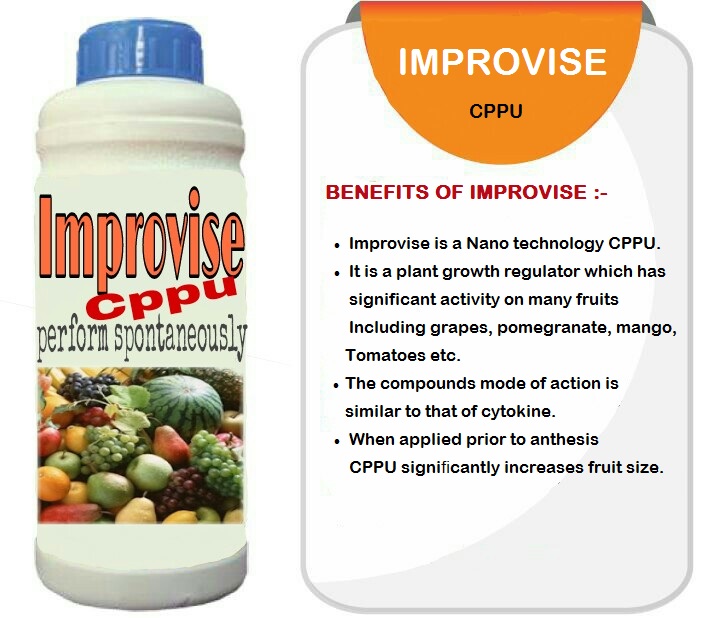 Improvise
Cppu
perform spontaneously
IMPROVISE
CPPU
BENEFITS OF IMPROVISE :-
• Improvise is a Nano technology CPPU.
• It is a plant growth regulator which has
significant activity on many fruits
Including grapes, pomegranate, mango,
Tomatoes etc.
• The compounds mode of action is
similar to that of cytokine.
• When applied prior to anthesis
CPPU significantly increases fruit size.